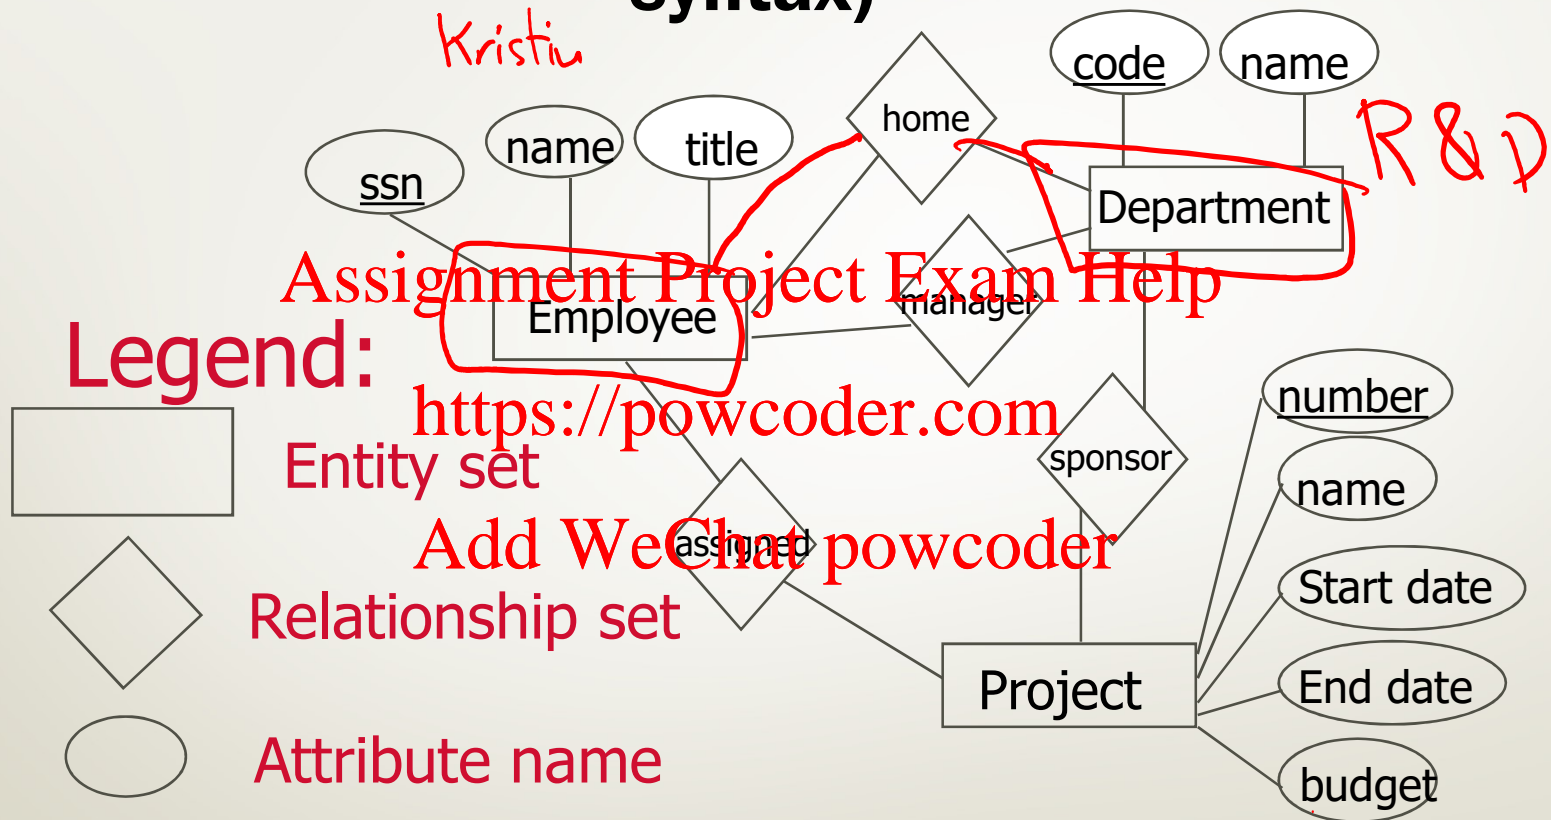 syntax)
Kristin
code
name
home
R & D
name
title
ssn
Department
Assignment Project Exam Help
manager
Employee
Legend:
number
https://powcoder.com
Entity set
sponsor
name
Add WeChat powcoder
assigned
Start date
Relationship set
Project
End date
Attribute name
budget